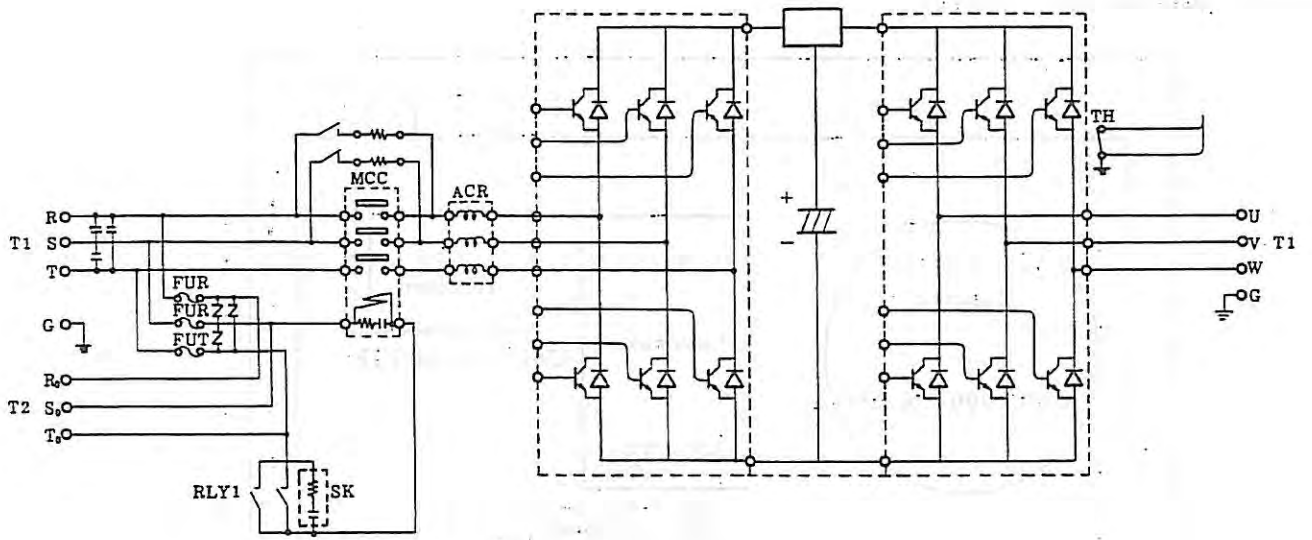 TH
MCC
ACR
R
T1 S
T
FUR
FUR
FUT
G
R₀
T2 S₀
T₀
RLY1
SK
+
−
U
V T1
W
G